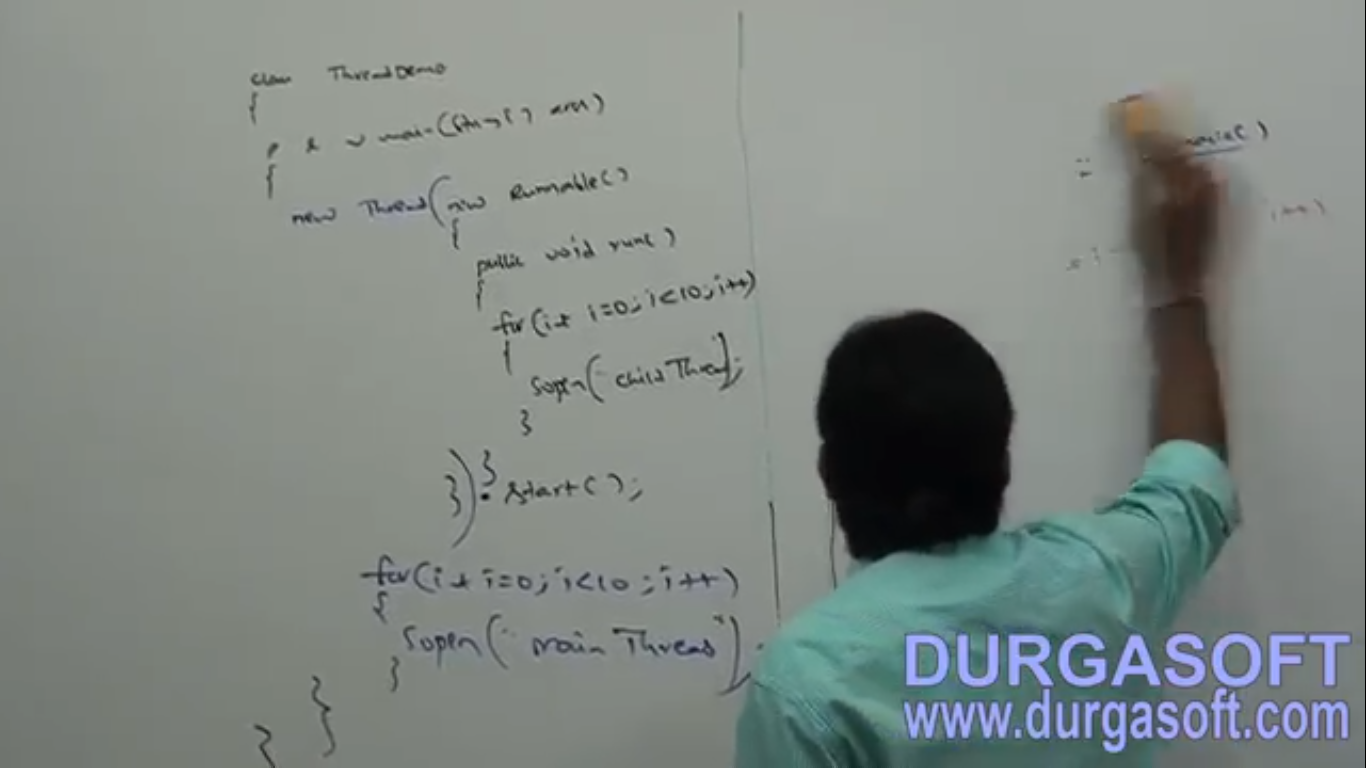 class ThreadDemo
{
p s v main(String[] args)
{
new Thread(new Runnable()
{
public void run()
{
for(int i=0;i<10;i++)
{
Sopln("child Thread");
}
}
}).start();
for(int i=0;i<10;i++)
{
Sopln("main Thread");
}
}
}
i++)
DURGASOFT
www.durgasoft.com